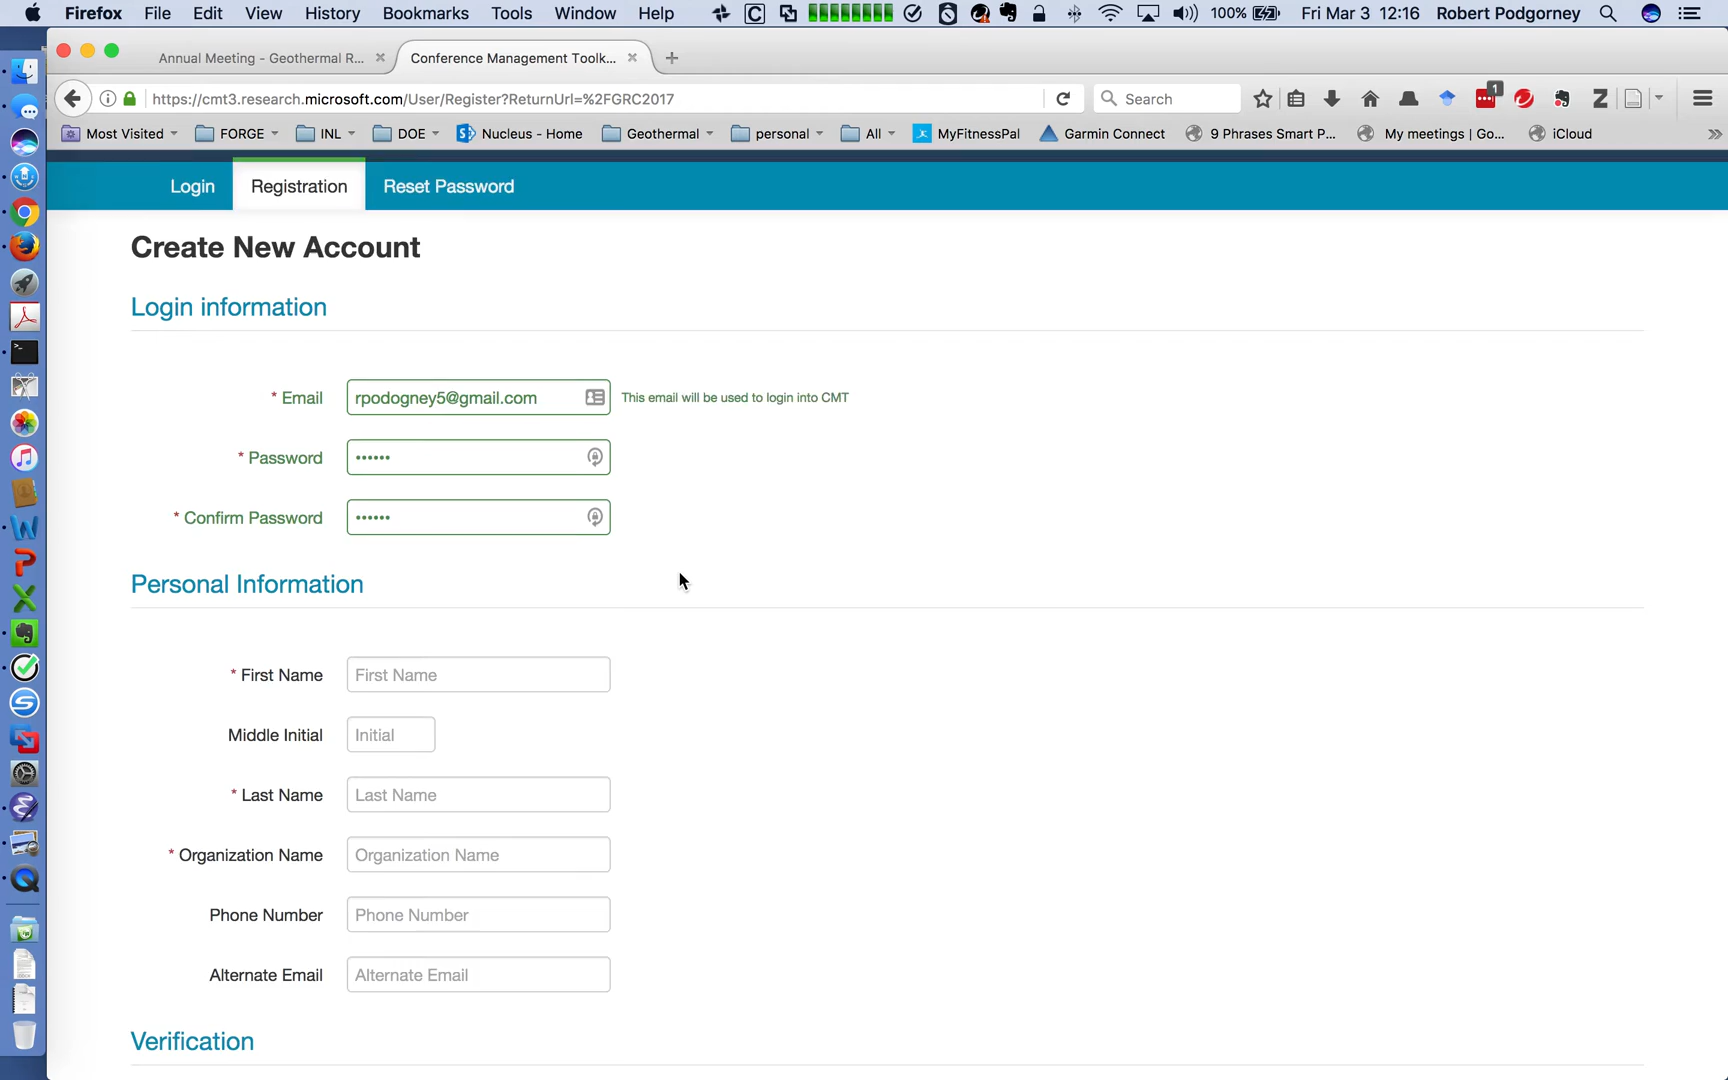 Firefox File Edit View History Bookmarks Tools Window Help 100% Fri Mar 3 12:16 Robert Podgorney
Annual Meeting - Geothermal R... Conference Management Toolk...
https://cmt3.research.microsoft.com/User/Register?ReturnUrl=%2FGRC2017 Search 1
Most Visited FORGE INL DOE Nucleus - Home Geothermal personal All MyFitnessPal Garmin Connect 9 Phrases Smart P... My meetings | Go... iCloud
Login Registration Reset Password
Create New Account
Login information
* Email rpodogney5@gmail.com This email will be used to login into CMT
* Password ••••••
* Confirm Password ••••••
Personal Information
* First Name First Name
Middle Initial Initial
* Last Name Last Name
* Organization Name Organization Name
Phone Number Phone Number
Alternate Email Alternate Email
Verification